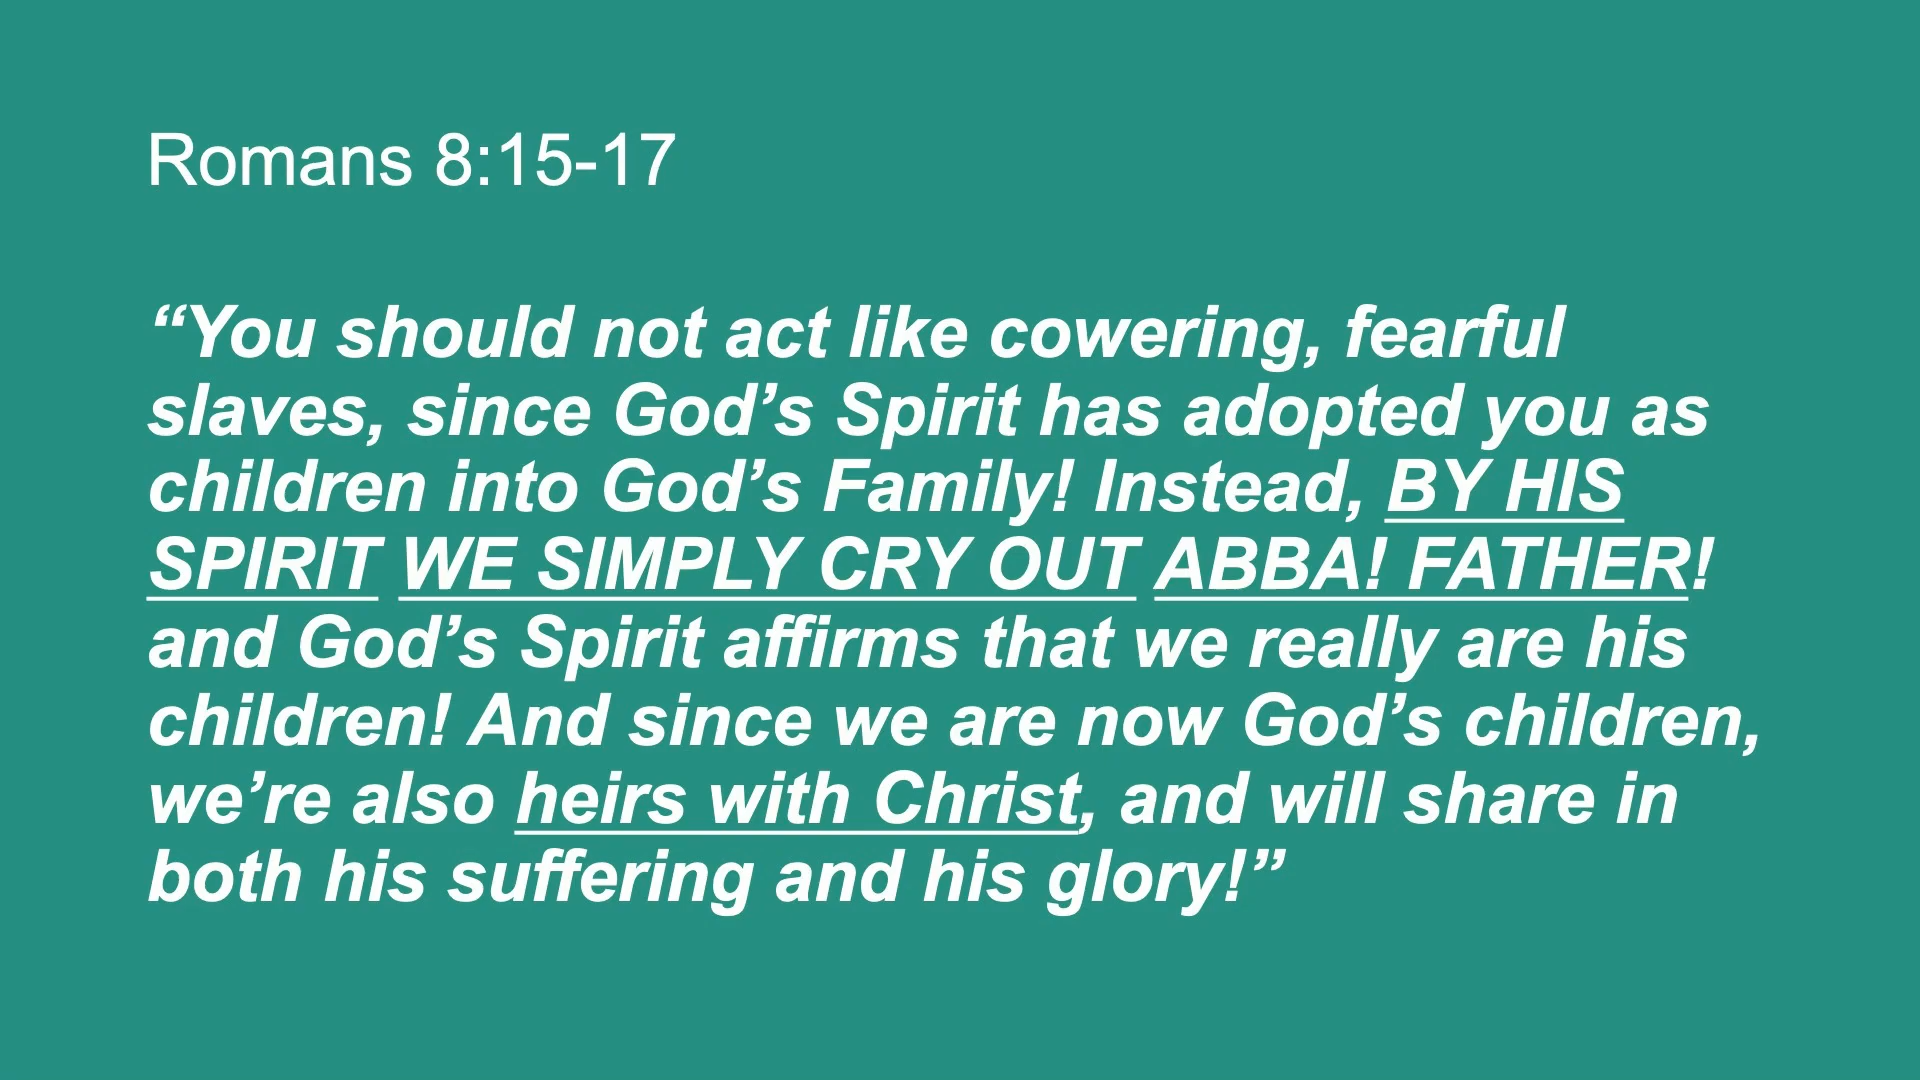 Romans 8:15-17
“You should not act like cowering, fearful
slaves, since God’s Spirit has adopted you as
children into God’s Family! Instead, BY HIS
SPIRIT WE SIMPLY CRY OUT ABBA! FATHER!
and God’s Spirit affirms that we really are his
children! And since we are now God’s children,
we’re also heirs with Christ, and will share in
both his suffering and his glory!”